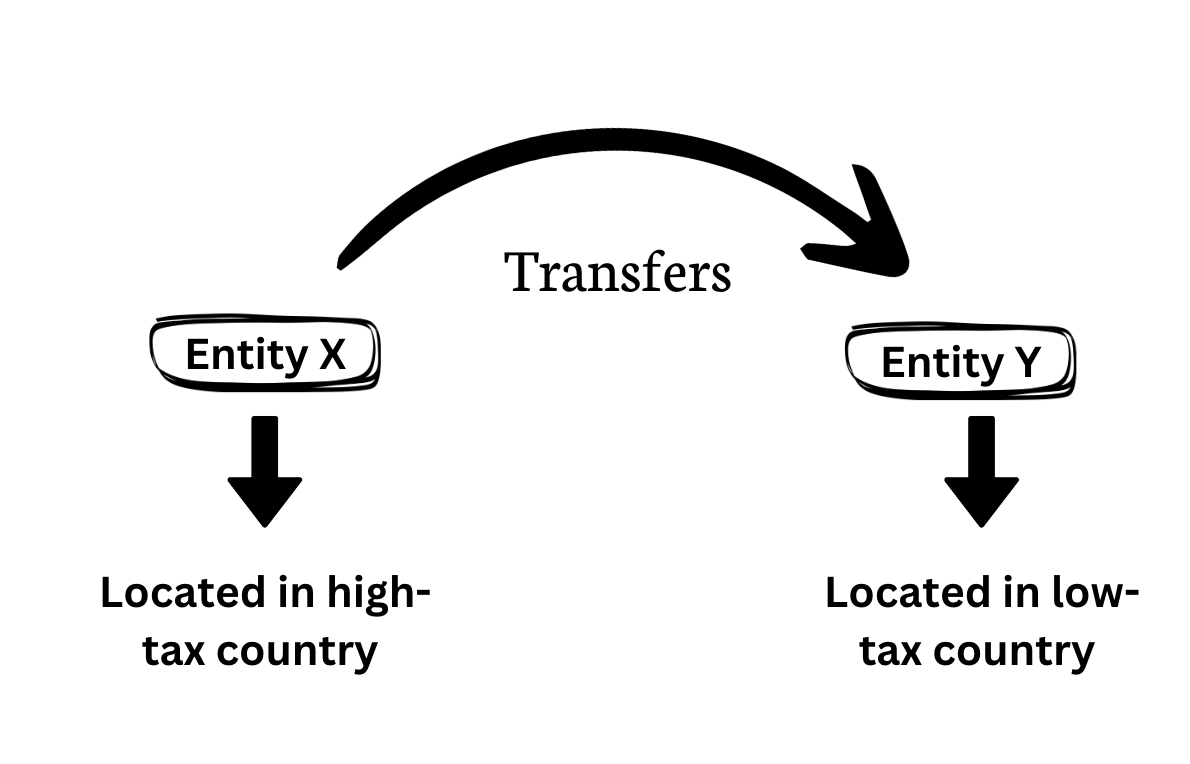 Transfers
Entity X
Entity Y
Located in high-
tax country
Located in low-
tax country